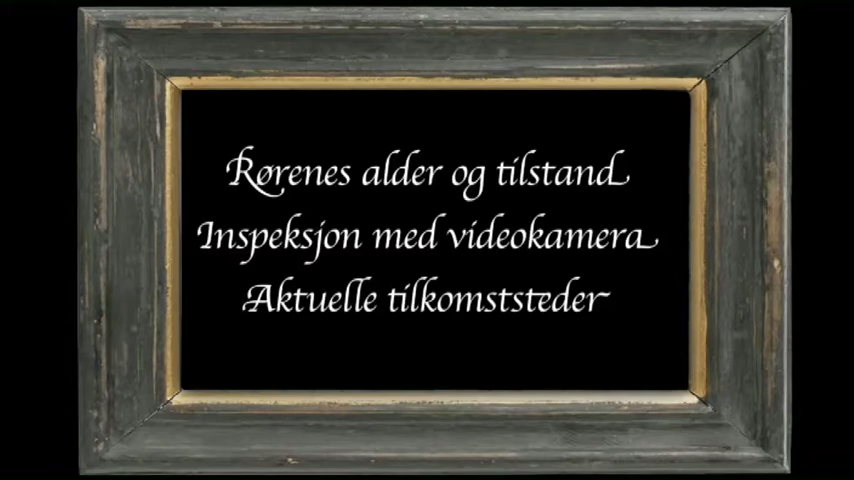 Rørenes alder og tilstand
Inspeksjon med videokamera
Aktuelle tilkomststeder